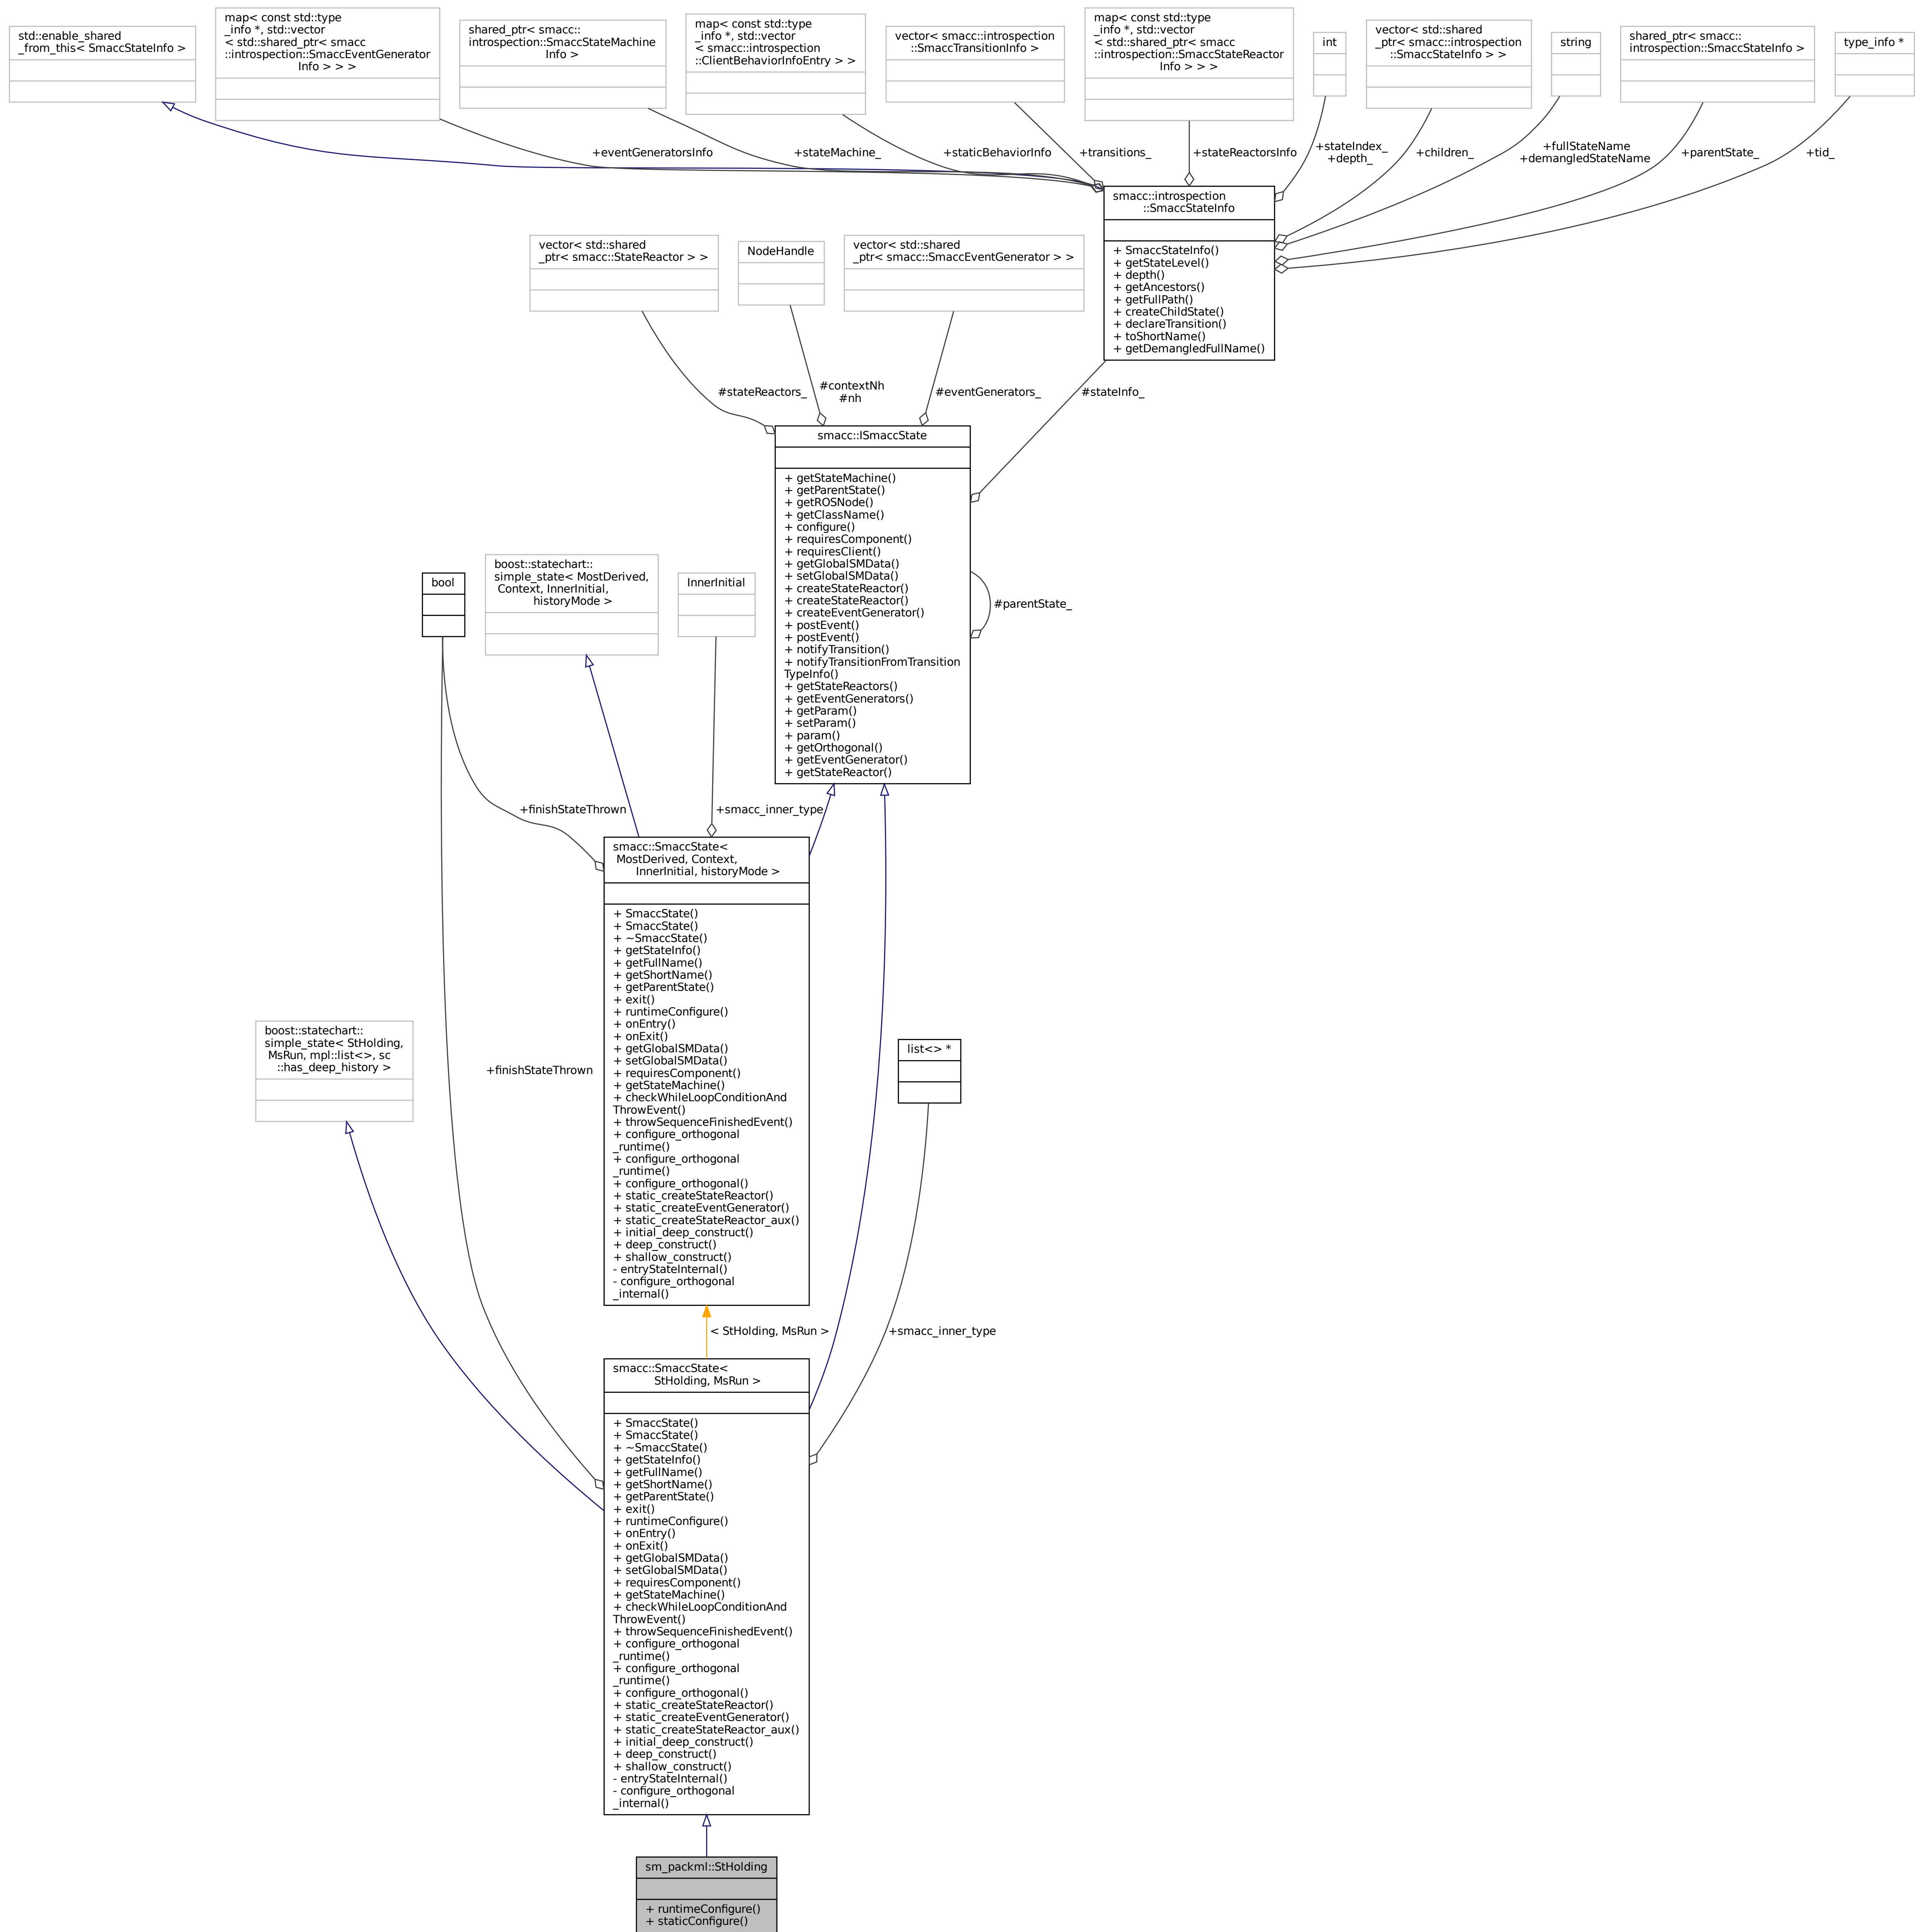 std::enable_shared
_from_this< SmaccStateInfo >
map< const std::type
_info *, std::vector
< std::shared_ptr< smacc
::introspection::SmaccEventGenerator
Info > > >
shared_ptr< smacc::
introspection::SmaccStateMachine
Info >
map< const std::type
_info *, std::vector
< smacc::introspection
::ClientBehaviorInfoEntry > >
vector< smacc::introspection
::SmaccTransitionInfo >
map< const std::type
_info *, std::vector
< std::shared_ptr< smacc
::introspection::SmaccStateReactor
Info > > >
int
vector< std::shared
_ptr< smacc::introspection
::SmaccStateInfo > >
string
shared_ptr< smacc::
introspection::SmaccStateInfo >
type_info *
+eventGeneratorsInfo
+stateMachine_
+staticBehaviorInfo
+transitions_
+stateReactorsInfo
+stateIndex_
+depth_
+children_
+fullStateName
+demangledStateName
+parentState_
+tid_
smacc::introspection
::SmaccStateInfo
+ SmaccStateInfo()
+ getStateLevel()
+ depth()
+ getAncestors()
+ getFullPath()
+ createChildState()
+ declareTransition()
+ toShortName()
+ getDemangledFullName()
vector< std::shared
_ptr< smacc::StateReactor > >
NodeHandle
vector< std::shared
_ptr< smacc::SmaccEventGenerator > >
#stateReactors_
#contextNh
#nh
#eventGenerators_
#stateInfo_
smacc::ISmaccState
+ getStateMachine()
+ getParentState()
+ getROSNode()
+ getClassName()
+ configure()
+ requiresComponent()
+ requiresClient()
+ getGlobalSMData()
+ setGlobalSMData()
+ createStateReactor()
+ createStateReactor()
+ createEventGenerator()
+ postEvent()
+ postEvent()
+ notifyTransition()
+ notifyTransitionFromTransition
TypeInfo()
+ getStateReactors()
+ getEventGenerators()
+ getParam()
+ setParam()
+ param()
+ getOrthogonal()
+ getEventGenerator()
+ getStateReactor()
#parentState_
bool
boost::statechart::
simple_state< MostDerived,
Context, InnerInitial,
historyMode >
InnerInitial
+finishStateThrown
+smacc_inner_type
smacc::SmaccState<
MostDerived, Context,
InnerInitial, historyMode >
+ SmaccState()
+ SmaccState()
+ ~SmaccState()
+ getStateInfo()
+ getFullName()
+ getShortName()
+ getParentState()
+ exit()
+ runtimeConfigure()
+ onEntry()
+ onExit()
+ getGlobalSMData()
+ setGlobalSMData()
+ requiresComponent()
+ getStateMachine()
+ checkWhileLoopConditionAnd
ThrowEvent()
+ throwSequenceFinishedEvent()
+ configure_orthogonal
_runtime()
+ configure_orthogonal
_runtime()
+ configure_orthogonal()
+ static_createStateReactor()
+ static_createEventGenerator()
+ static_createStateReactor_aux()
+ initial_deep_construct()
+ deep_construct()
+ shallow_construct()
- entryStateInternal()
- configure_orthogonal
_internal()
boost::statechart::
simple_state< StHolding,
MsRun, mpl::list<>, sc
::has_deep_history >
+finishStateThrown
list<> *
< StHolding, MsRun >
+smacc_inner_type
smacc::SmaccState<
StHolding, MsRun >
+ SmaccState()
+ SmaccState()
+ ~SmaccState()
+ getStateInfo()
+ getFullName()
+ getShortName()
+ getParentState()
+ exit()
+ runtimeConfigure()
+ onEntry()
+ onExit()
+ getGlobalSMData()
+ setGlobalSMData()
+ requiresComponent()
+ getStateMachine()
+ checkWhileLoopConditionAnd
ThrowEvent()
+ throwSequenceFinishedEvent()
+ configure_orthogonal
_runtime()
+ configure_orthogonal
_runtime()
+ configure_orthogonal()
+ static_createStateReactor()
+ static_createEventGenerator()
+ static_createStateReactor_aux()
+ initial_deep_construct()
+ deep_construct()
+ shallow_construct()
- entryStateInternal()
- configure_orthogonal
_internal()
sm_packml::StHolding
+ runtimeConfigure()
+ staticConfigure()